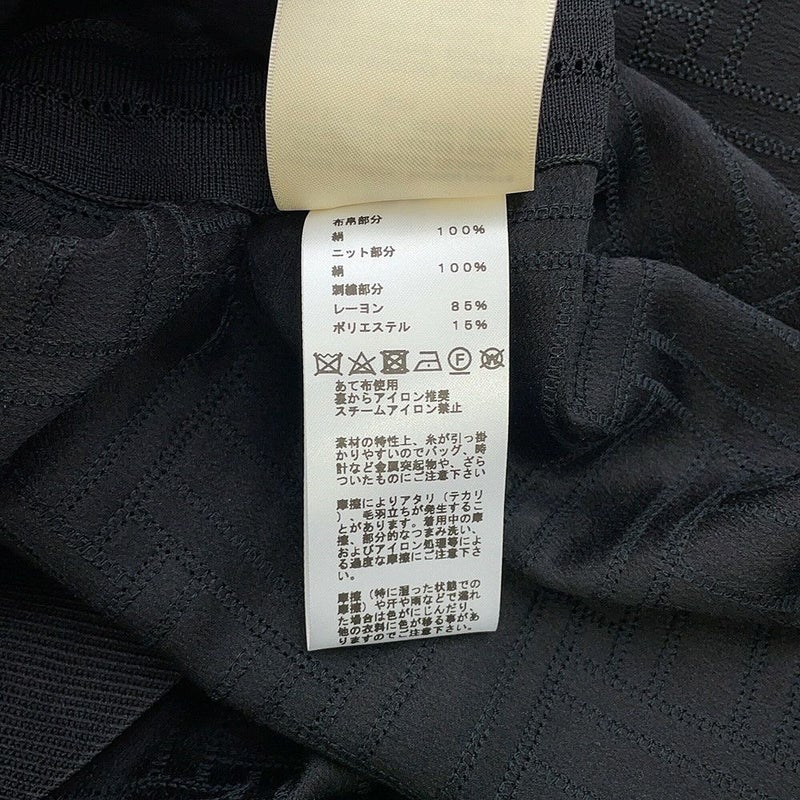 布帛部分
絹 100%
ニット部分
絹 100%
刺繍部分
レーヨン 85%
ポリエステル 15%
F W
あて布使用
裏からアイロン推奨
スチームアイロン禁止
素材の特性上、糸が引っ掛
かりやすいのでバッグ、時
計など金属突起物や、ざら
ついたものにご注意下さい
摩擦によりアタリ(テカリ
)、毛羽立ちが発生するこ
とがあります。着用中の摩
擦、部分的なつまみ洗い、
およびアイロン処理等によ
る過度な摩擦にご注意下さ
い。
摩擦(特に湿った状態での
摩擦)や汗や雨などで濡れ
た場合は色がにじんだり、
他の衣料に色が移る事があ
りますのでご注意下さい。